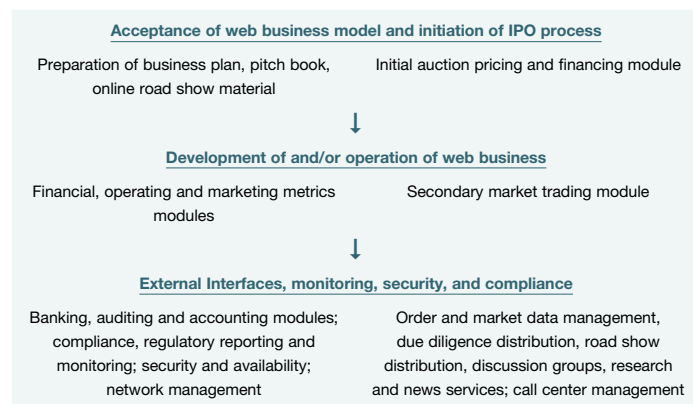 Acceptance of web business model and initiation of IPO process
Preparation of business plan, pitch book,
online road show material
Initial auction pricing and financing module
Development of and/or operation of web business
Financial, operating and marketing metrics
modules
Secondary market trading module
External Interfaces, monitoring, security, and compliance
Banking, auditing and accounting modules;
compliance, regulatory reporting and
monitoring; security and availability;
network management
Order and market data management,
due diligence distribution, road show
distribution, discussion groups, research
and news services; call center management